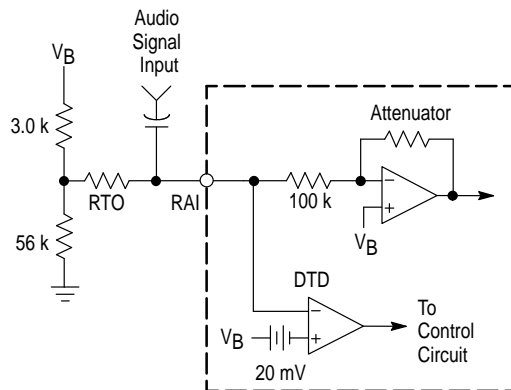 Audio
Signal
Input
VB
3.0 k
RTO
RAI
56 k
Attenuator
100 k
−
+
VB
DTD
−
+
VB
20 mV
To
Control
Circuit